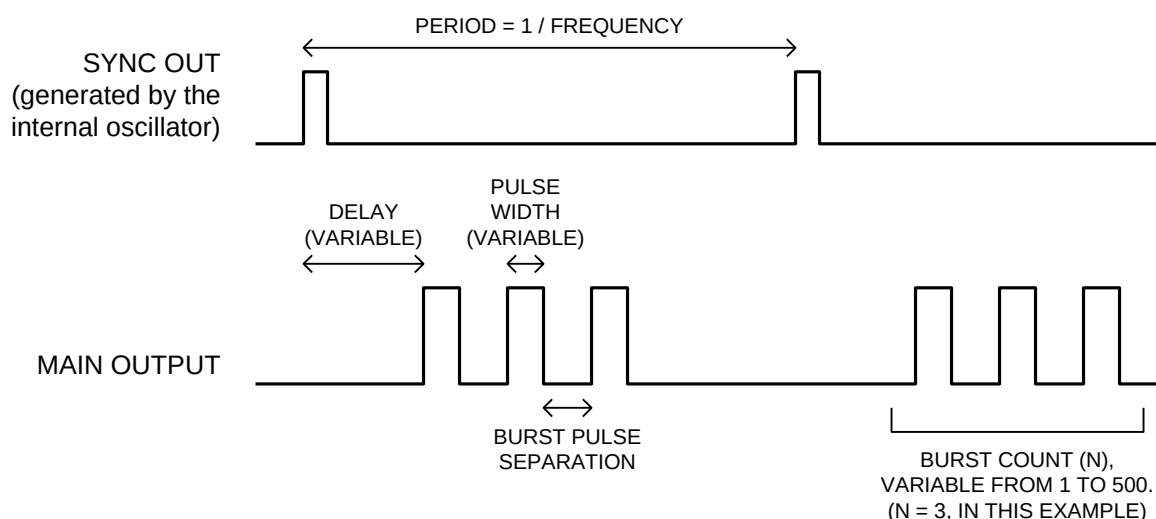 PERIOD = 1 / FREQUENCY
SYNC OUT
(generated by the
internal oscillator)
DELAY
(VARIABLE)
PULSE
WIDTH
(VARIABLE)
MAIN OUTPUT
BURST PULSE
SEPARATION
BURST COUNT (N),
VARIABLE FROM 1 TO 500.
(N = 3, IN THIS EXAMPLE)